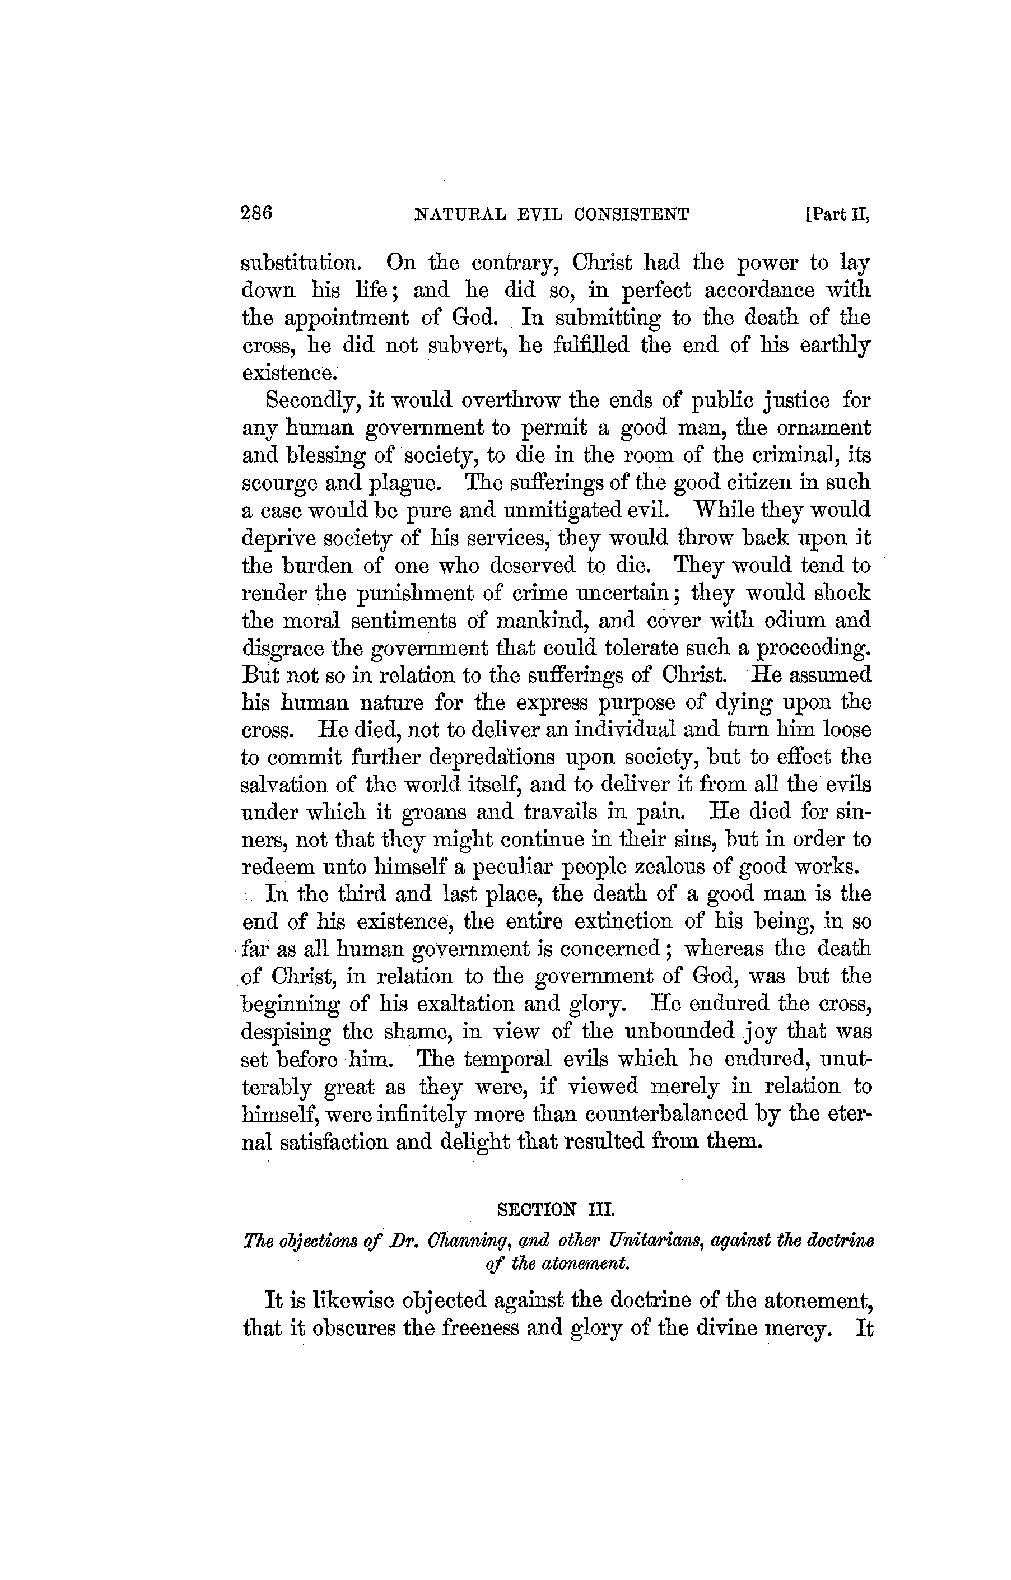 286 NATURAL EVIL CONSISTENT [Part II,
substitution. On the contrary, Christ had the power to lay
down his life; and he did so, in perfect accordance with
the appointment of God. In submitting to the death of the
cross, he did not subvert, he fulfilled the end of his earthly
existence.
Secondly, it would overthrow the ends of public justice for
any human government to permit a good man, the ornament
and blessing of society, to die in the room of the criminal, its
scourge and plague. The sufferings of the good citizen in such
a case would be pure and unmitigated evil. While they would
deprive society of his services, they would throw back upon it
the burden of one who deserved to die. They would tend to
render the punishment of crime uncertain; they would shock
the moral sentiments of mankind, and cover with odium and
disgrace the government that could tolerate such a proceeding.
But not so in relation to the sufferings of Christ. He assumed
his human nature for the express purpose of dying upon the
cross. He died, not to deliver an individual and turn him loose
to commit further depredations upon society, but to effect the
salvation of the world itself, and to deliver it from all the evils
under which it groans and travails in pain. He died for sin-
ners, not that they might continue in their sins, but in order to
redeem unto himself a peculiar people zealous of good works.
In the third and last place, the death of a good man is the
end of his existence, the entire extinction of his being, in so
far as all human government is concerned; whereas the death
of Christ, in relation to the government of God, was but the
beginning of his exaltation and glory. He endured the cross,
despising the shame, in view of the unbounded joy that was
set before him. The temporal evils which he endured, unut-
terably great as they were, if viewed merely in relation to
himself, were infinitely more than counterbalanced by the eter-
nal satisfaction and delight that resulted from them.
SECTION III.
The objections of Dr. Channing, and other Unitarians, against the doctrine
of the atonement.
It is likewise objected against the doctrine of the atonement,
that it obscures the freeness and glory of the divine mercy. It